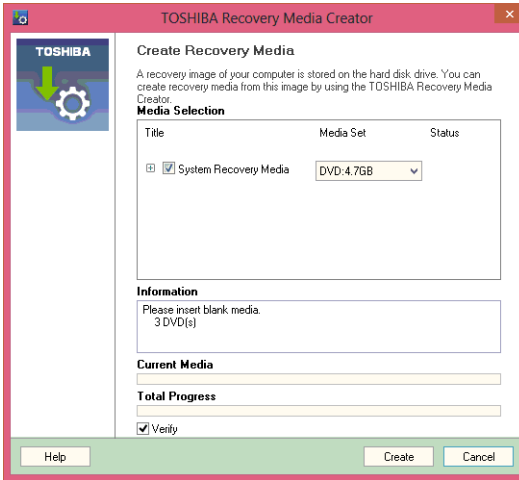 TOSHIBA Recovery Media Creator
TOSHIBA
Create Recovery Media
A recovery image of your computer is stored on the hard disk drive. You can
create recovery media from this image by using the TOSHIBA Recovery Media
Creator.
Media Selection
Title Media Set Status
System Recovery Media DVD:4.7GB
Information
Please insert blank media.
3 DVD(s)
Current Media
Total Progress
Verify
Help Create Cancel